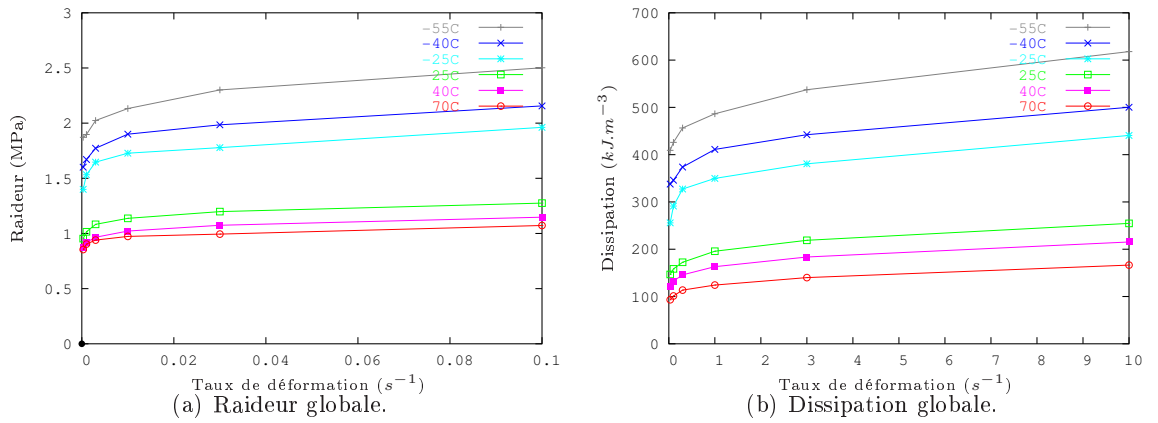 3
2.5
2
1.5
1
0.5
0
0
0.02
0.04
0.06
0.08
0.1
Raideur (MPa)
Taux de déformation (s⁻¹)
-55C
-40C
-25C
25C
40C
70C
(a) Raideur globale.
700
600
500
400
300
200
100
0
0
1
2
3
4
5
6
7
8
9
10
Dissipation (kJ.m⁻³)
Taux de déformation (s⁻¹)
-55C
-40C
-25C
25C
40C
70C
(b) Dissipation globale.